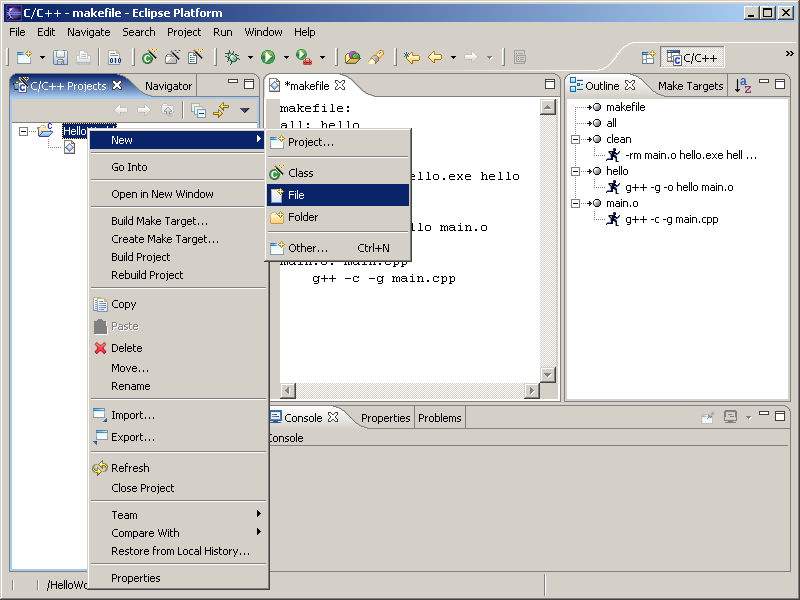 C/C++ - makefile - Eclipse Platform
File Edit Navigate Search Project Run Window Help
010
C/C++
C/C++ Projects
Navigator
*makefile
Outline
Make Targets
makefile:
all: hello
ello.exe hello
llo main.o
main.o: main.cpp
g++ -c -g main.cpp
New
Go Into
Open in New Window
Build Make Target...
Create Make Target...
Build Project
Rebuild Project
Copy
Paste
Delete
Move...
Rename
Import...
Export...
Refresh
Close Project
Team
Compare With
Restore from Local History...
Properties
Project...
Class
File
Folder
Other... Ctrl+N
makefile
all
clean
-rm main.o hello.exe hell ...
hello
g++ -g -o hello main.o
main.o
g++ -c -g main.cpp
Console
Properties
Problems
Console
/HelloWo